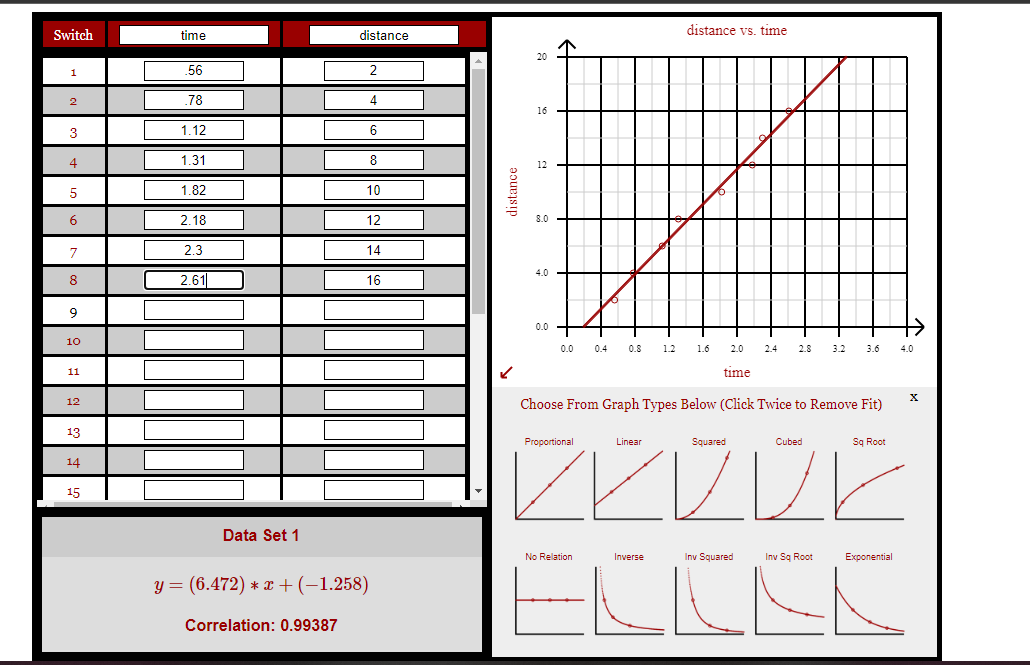 Switch time distance
1 .56 2
2 .78 4
3 1.12 6
4 1.31 8
5 1.82 10
6 2.18 12
7 2.3 14
8 2.61 16
9
10
11
12
13
14
15
Data Set 1
y = (6.472) ∗ x + (−1.258)
Correlation: 0.99387
distance vs. time
20
16
12
8.0
4.0
0.0
distance
0.0 0.4 0.8 1.2 1.6 2.0 2.4 2.8 3.2 3.6 4.0
time
Choose From Graph Types Below (Click Twice to Remove Fit) x
Proportional Linear Squared Cubed Sq Root
No Relation Inverse Inv Squared Inv Sq Root Exponential